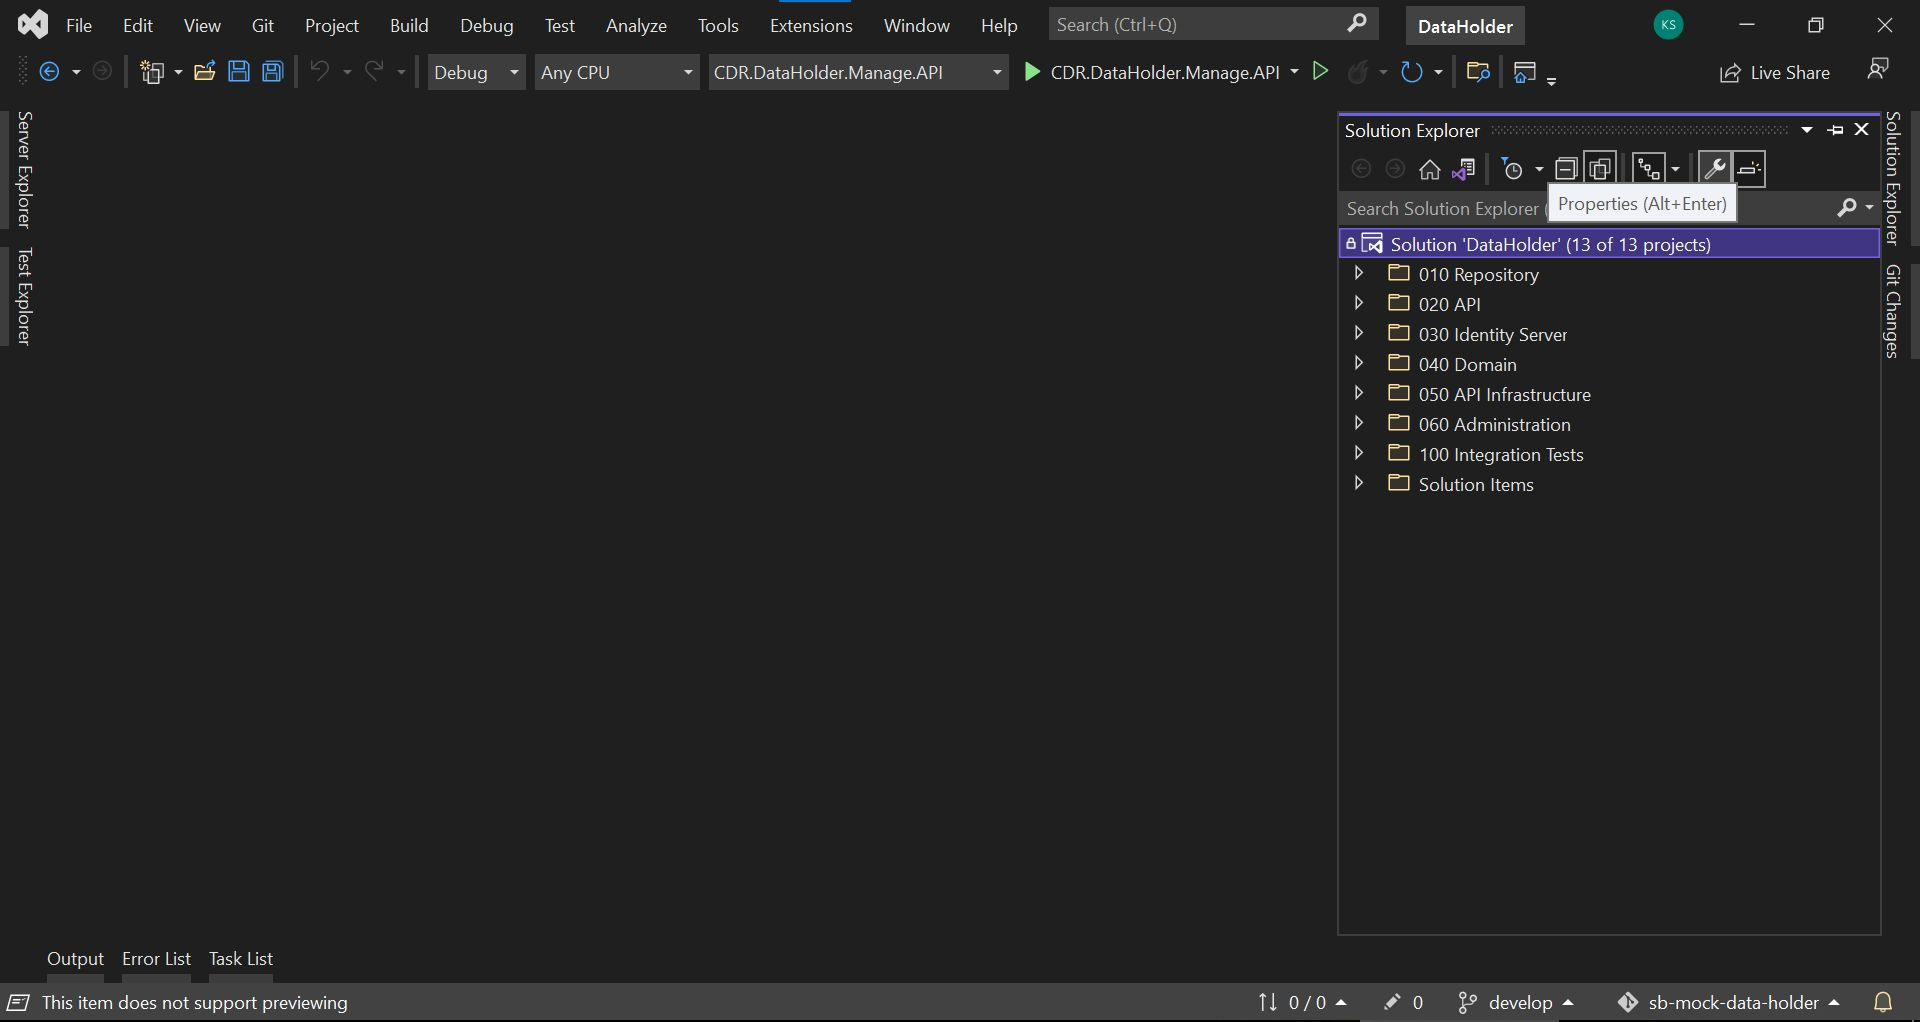 File Edit View Git Project Build Debug Test Analyze Tools Extensions Window Help Search (Ctrl+Q) DataHolder KS
Debug Any CPU CDR.DataHolder.Manage.API CDR.DataHolder.Manage.API Live Share
Server Explorer
Test Explorer
Solution Explorer
Properties (Alt+Enter)
Search Solution Explorer (
Solution 'DataHolder' (13 of 13 projects)
010 Repository
020 API
030 Identity Server
040 Domain
050 API Infrastructure
060 Administration
100 Integration Tests
Solution Items
Solution Explorer
Git Changes
Output Error List Task List
This item does not support previewing 0 / 0 0 develop sb-mock-data-holder